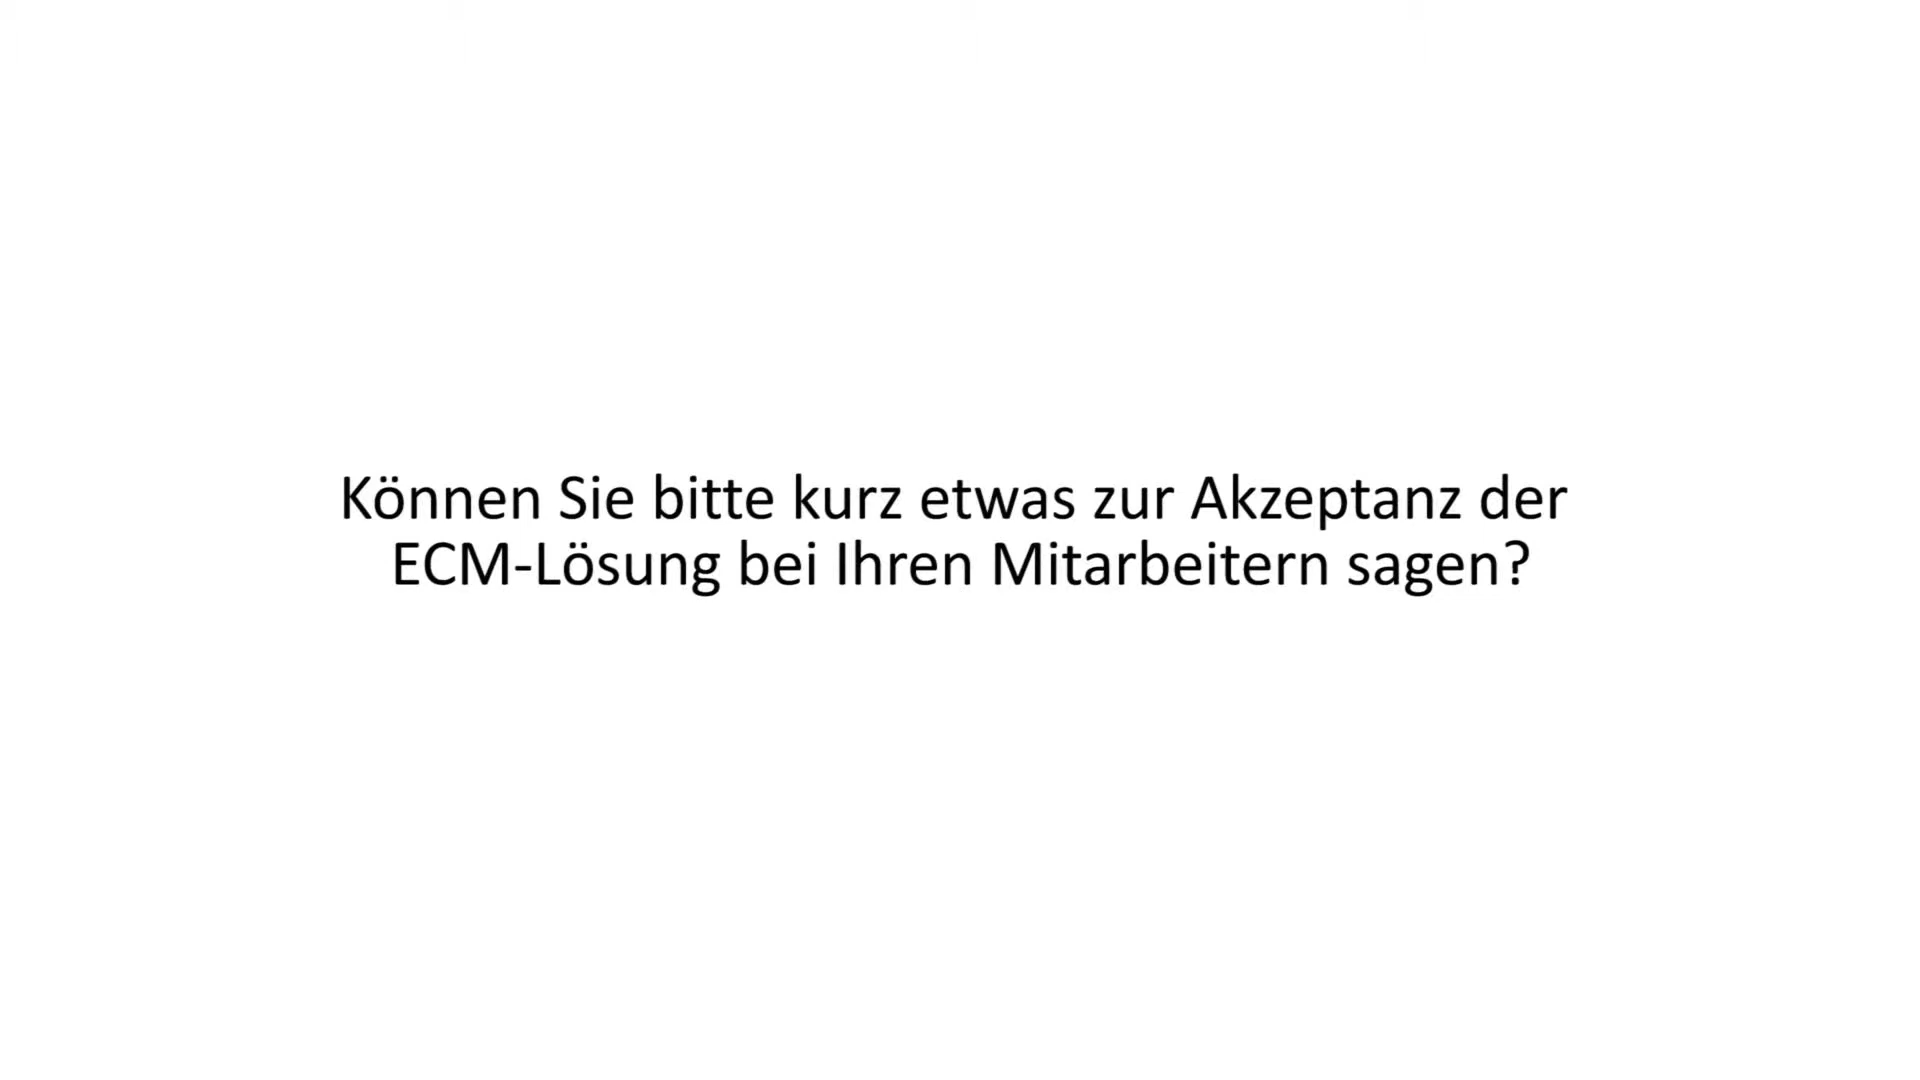 Können Sie bitte kurz etwas zur Akzeptanz der
ECM-Lösung bei Ihren Mitarbeitern sagen?